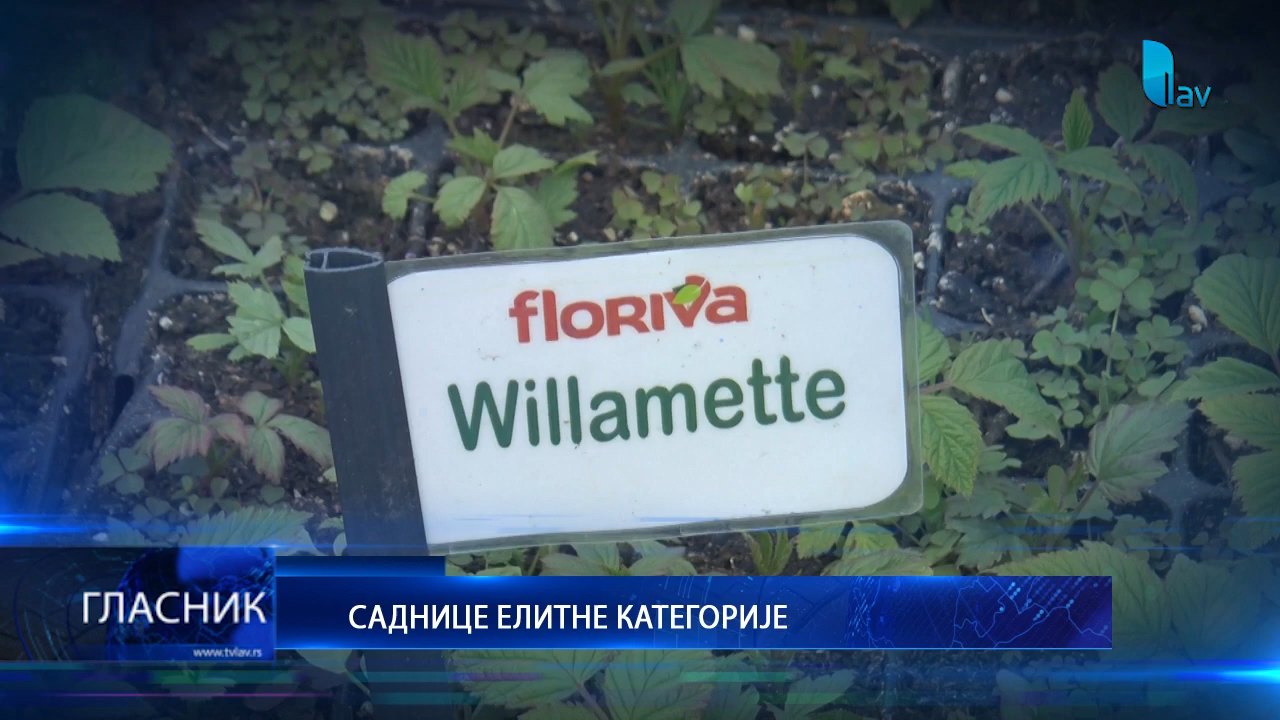 lav
floriva
Willamette
ГЛАСНИК
САДНИЦЕ ЕЛИТНЕ КАТЕГОРИЈЕ
www.tvlav.rs